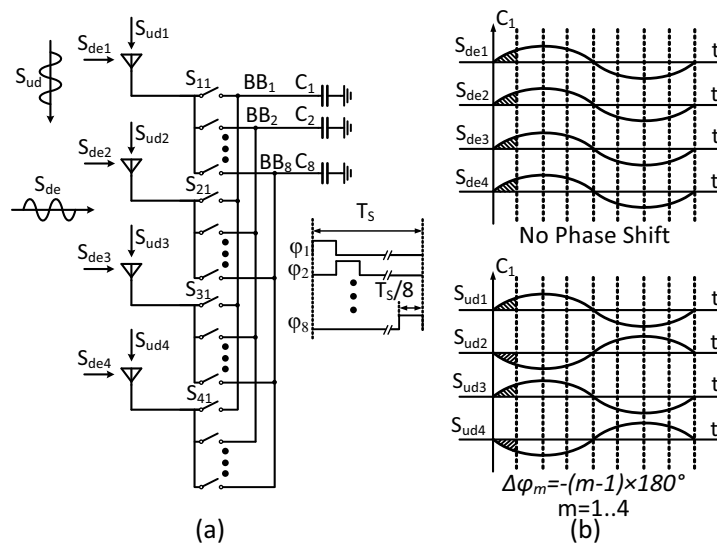 S_ud
S_de1
S_ud1
S_11
BB_1
C_1
BB_2
C_2
S_de2
S_ud2
BB_8
C_8
S_de
S_21
S_de3
S_ud3
S_31
S_de4
S_ud4
S_41
T_S
φ_1
φ_2
T_S/8
φ_8
(a)
C_1
S_de1
t
S_de2
t
S_de3
t
S_de4
t
No Phase Shift
C_1
S_ud1
t
S_ud2
t
S_ud3
t
S_ud4
t
Δφ_m=-(m-1)×180°
m=1..4
(b)